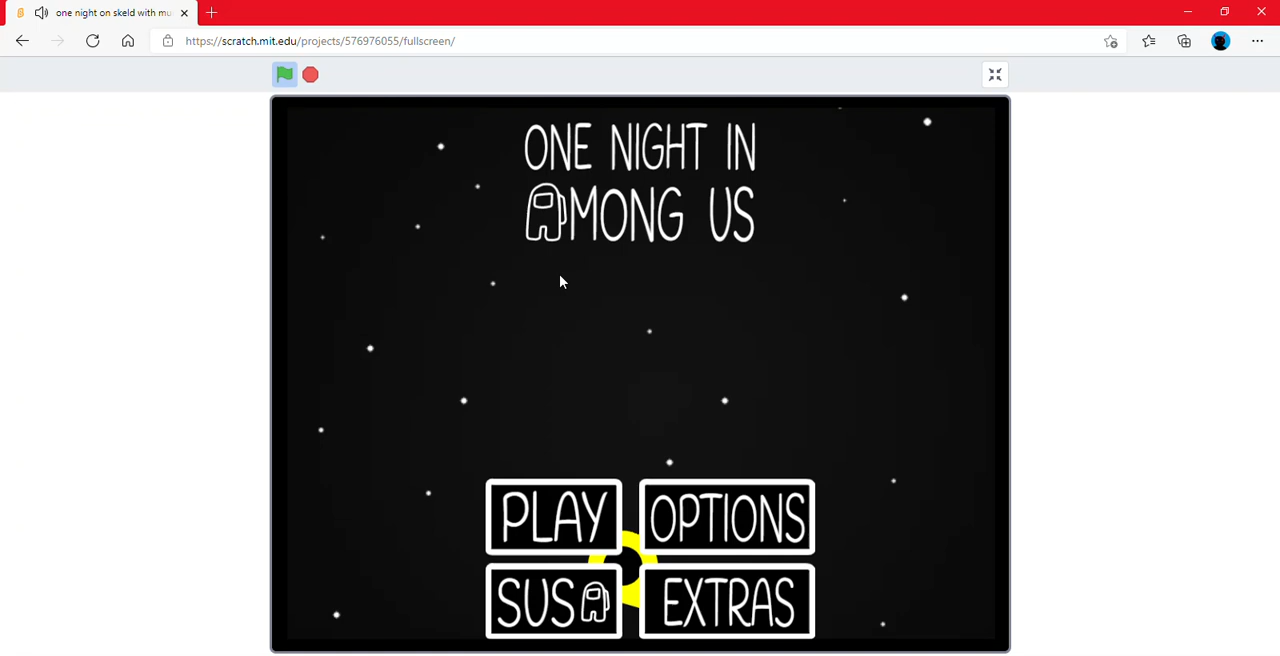 one night on skeld with mu
https://scratch.mit.edu/projects/576976055/fullscreen/
ONE NIGHT IN
AMONG US
PLAY OPTIONS
SUS EXTRAS